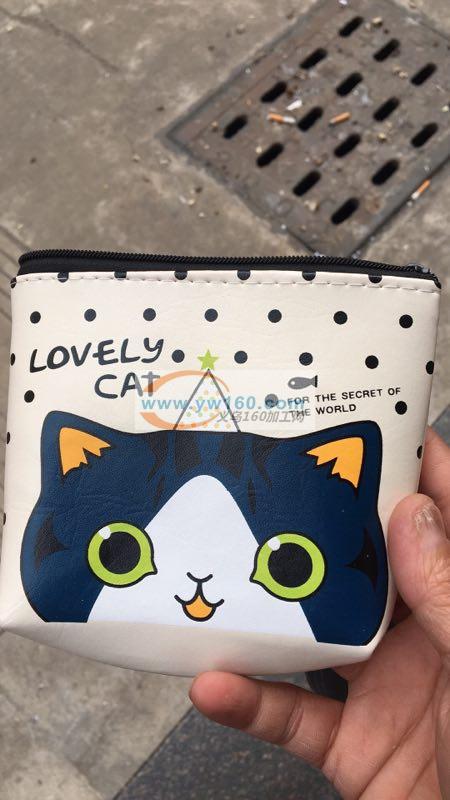 LOVELY
CAT
FOR THE SECRET OF
THE WORLD
www.yw160.com
义乌160加工网